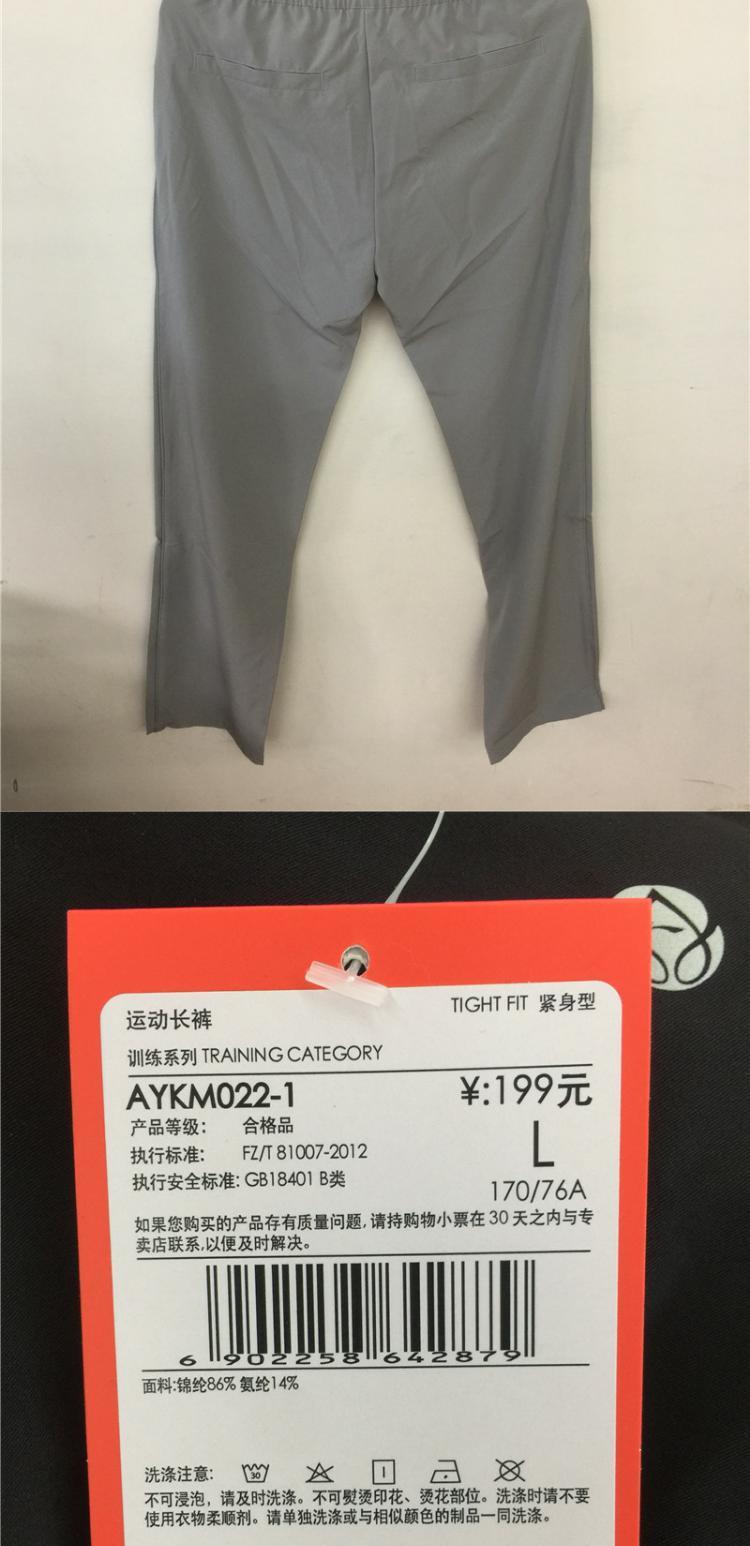 运动长裤
TIGHT FIT 紧身型
训练系列 TRAINING CATEGORY
AYKM022-1
¥:199元
产品等级: 合格品
L
执行标准: FZ/T 81007-2012
执行安全标准: GB18401 B类
170/76A
如果您购买的产品存有质量问题,请持购物小票在30天之内与专
卖店联系,以便及时解决。
6 902258 642879
面料:锦纶86% 氨纶14%
洗涤注意:
30
不可浸泡，请及时洗涤。不可熨烫印花、烫花部位。洗涤时请不要
使用衣物柔顺剂。请单独洗涤或与相似颜色的制品一同洗涤。